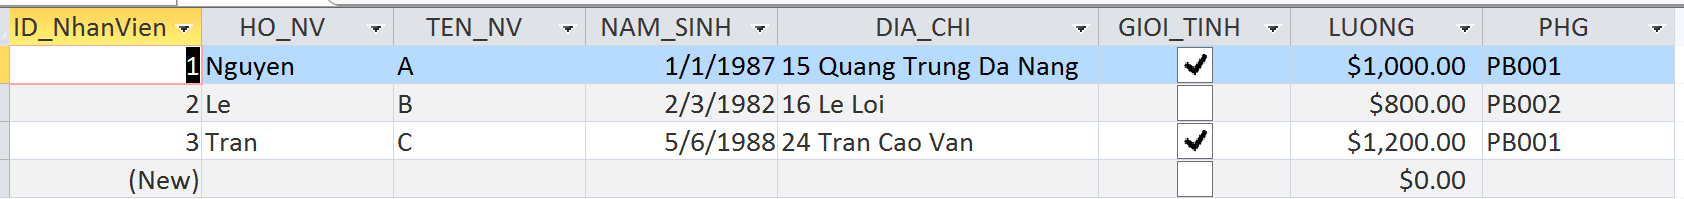 ID_NhanVien HO_NV TEN_NV NAM_SINH DIA_CHI GIOI_TINH LUONG PHG
1 Nguyen A 1/1/1987 15 Quang Trung Da Nang $1,000.00 PB001
2 Le B 2/3/1982 16 Le Loi $800.00 PB002
3 Tran C 5/6/1988 24 Tran Cao Van $1,200.00 PB001
(New) $0.00